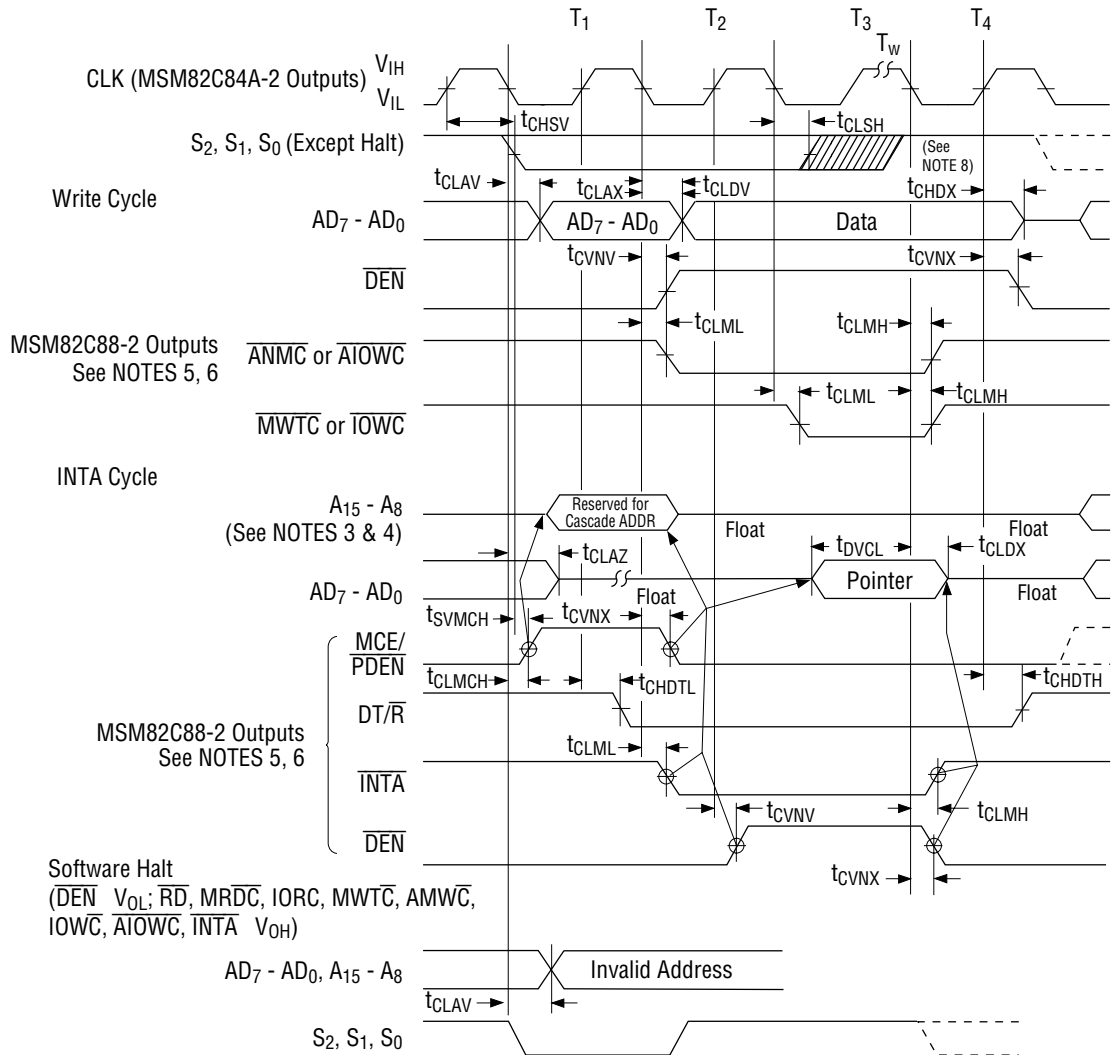 T1 T2 T3 T4
TW
CLK (MSM82C84A-2 Outputs) VIH
VIL
tCHSV tCLSH
S2, S1, S0 (Except Halt)
(See NOTE 8)
tCLAV tCLAX tCLDV tCHDX
Write Cycle
AD7 - AD0 AD7 - AD0 Data
tCVNV tCVNX
DEN
tCLML tCLMH
MSM82C88-2 Outputs
See NOTES 5, 6
ANMC or AIOWC
tCLML tCLMH
MWTC or IOWC
INTA Cycle
A15 - A8
(See NOTES 3 & 4)
Reserved for
Cascade ADDR
Float Float
tCLAZ tDVCL tCLDX
AD7 - AD0 Float Pointer Float
tSVMCH tCVNX
MCE/
PDEN
tCLMCH tCHDTL tCHDTH
DT/R
MSM82C88-2 Outputs
See NOTES 5, 6
tCLML
INTA
tCVNV tCLMH
DEN
tCVNX
Software Halt
(DEN VOL; RD, MRDC, IORC, MWTC, AMWC,
IOWC, AIOWC, INTA VOH)
AD7 - AD0, A15 - A8 Invalid Address
tCLAV
S2, S1, S0